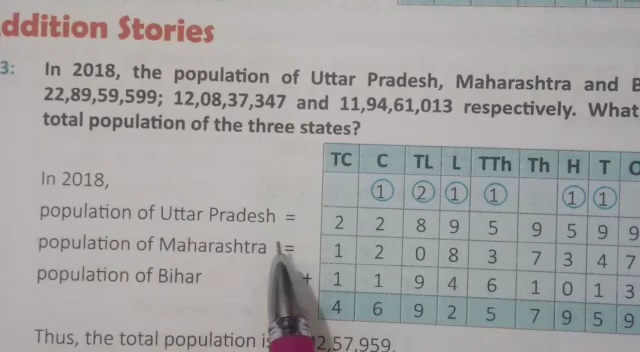 ddition Stories
3: In 2018, the population of Uttar Pradesh, Maharashtra and B
22,89,59,599; 12,08,37,347 and 11,94,61,013 respectively. What
total population of the three states?
TC C TL L TTh Th H T O
1 2 1 1 1 1
In 2018,
population of Uttar Pradesh = 2 2 8 9 5 9 5 9 9
population of Maharashtra = 1 2 0 8 3 7 3 4 7
population of Bihar + 1 1 9 4 6 1 0 1 3
4 6 9 2 5 7 9 5 9
Thus, the total population is 2,57,959.